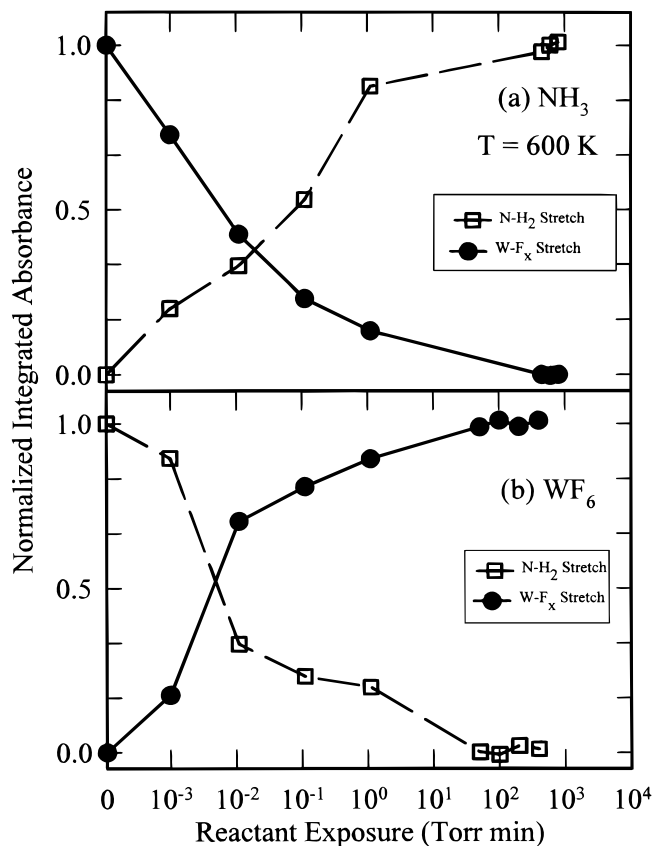 1.0
(a) NH₃
T = 600 K
0.5
N-H₂ Stretch
W-Fₓ Stretch
0.0
Normalized Integrated Absorbance
1.0
(b) WF₆
0.5
N-H₂ Stretch
W-Fₓ Stretch
0.0
0 10⁻³ 10⁻² 10⁻¹ 10⁰ 10¹ 10² 10³ 10⁴
Reactant Exposure (Torr min)